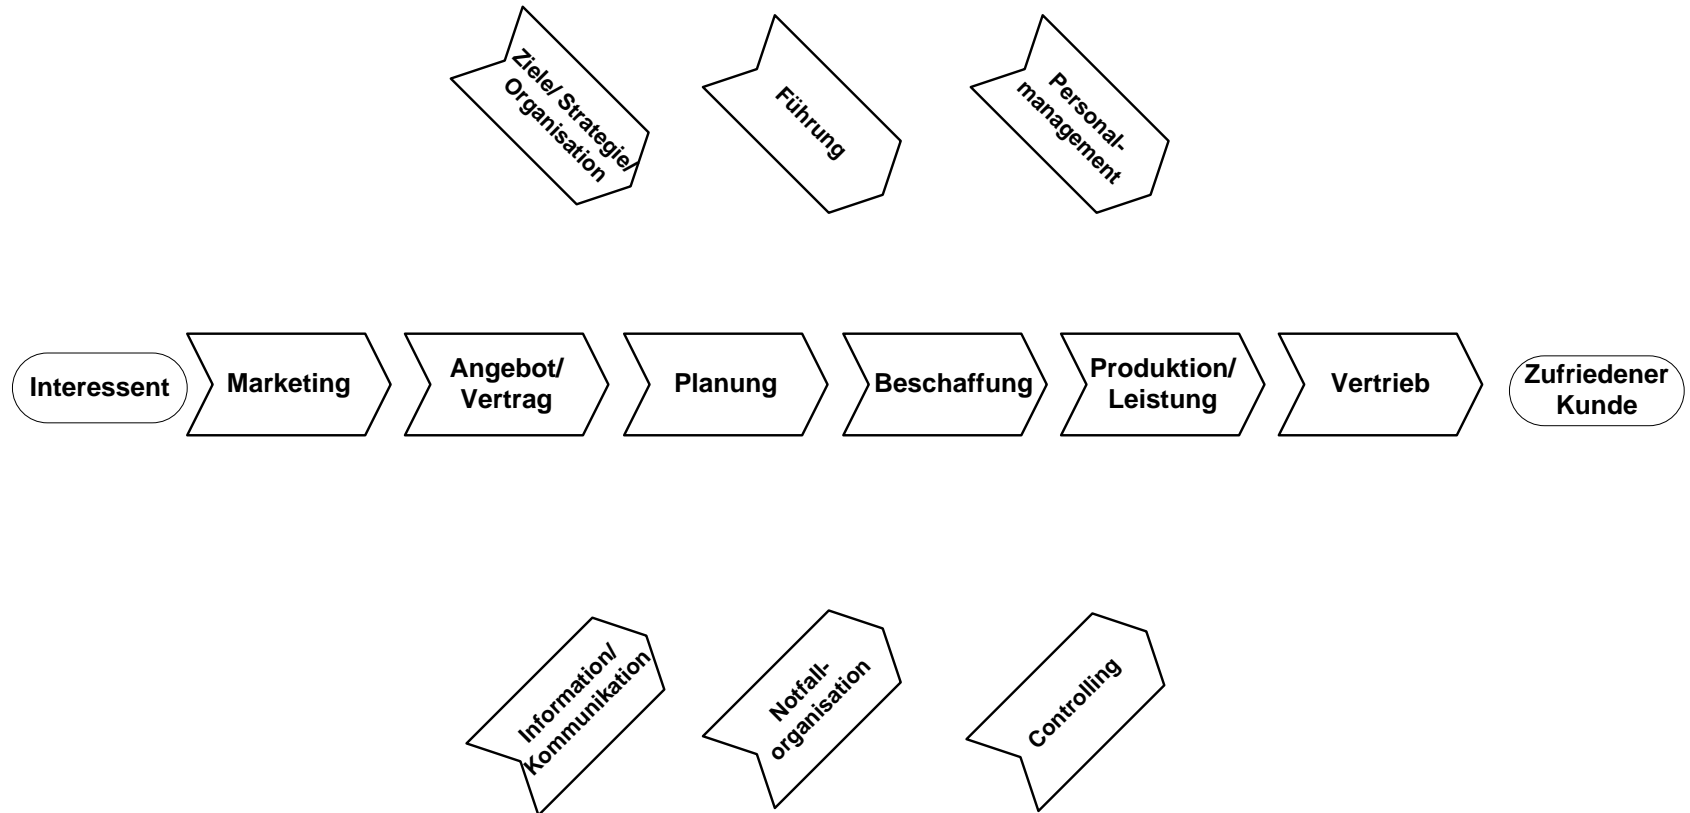 Ziele/ Strategie/
Organisation
Führung
Personal-
management
Interessent
Marketing
Angebot/
Vertrag
Planung
Beschaffung
Produktion/
Leistung
Vertrieb
Zufriedener
Kunde
Information/
Kommunikation
Notfall-
organisation
Controlling